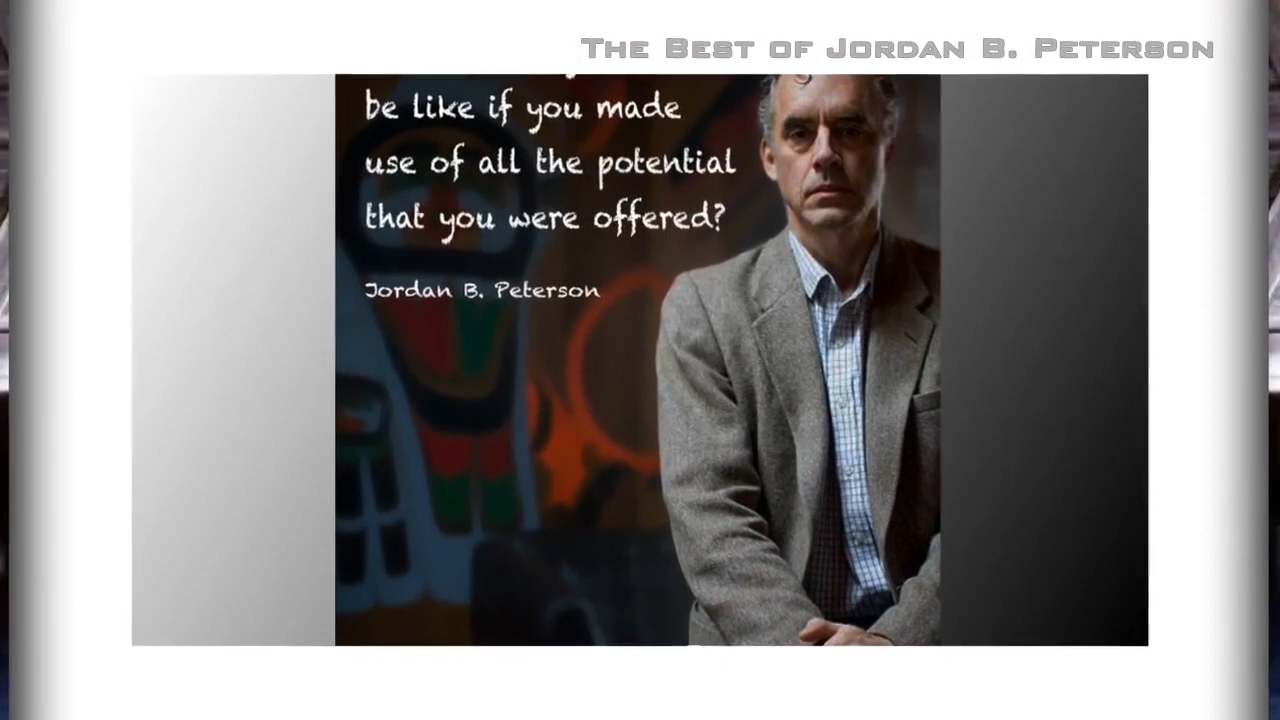 The Best of Jordan B. Peterson
be like if you made
use of all the potential
that you were offered?
Jordan B. Peterson